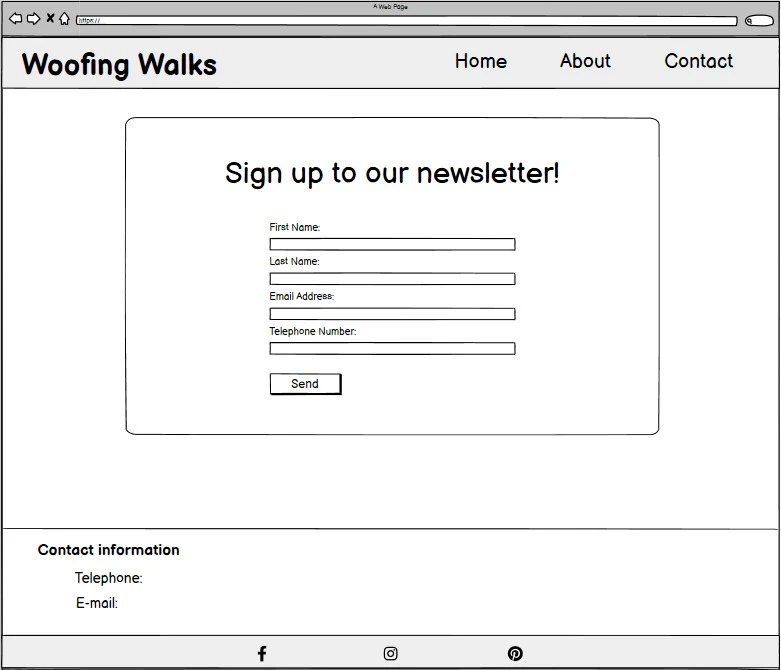 A Web Page
https://
Woofing Walks
Home About Contact
Sign up to our newsletter!
First Name:
Last Name:
Email Address:
Telephone Number:
Send
Contact information
Telephone:
E-mail: